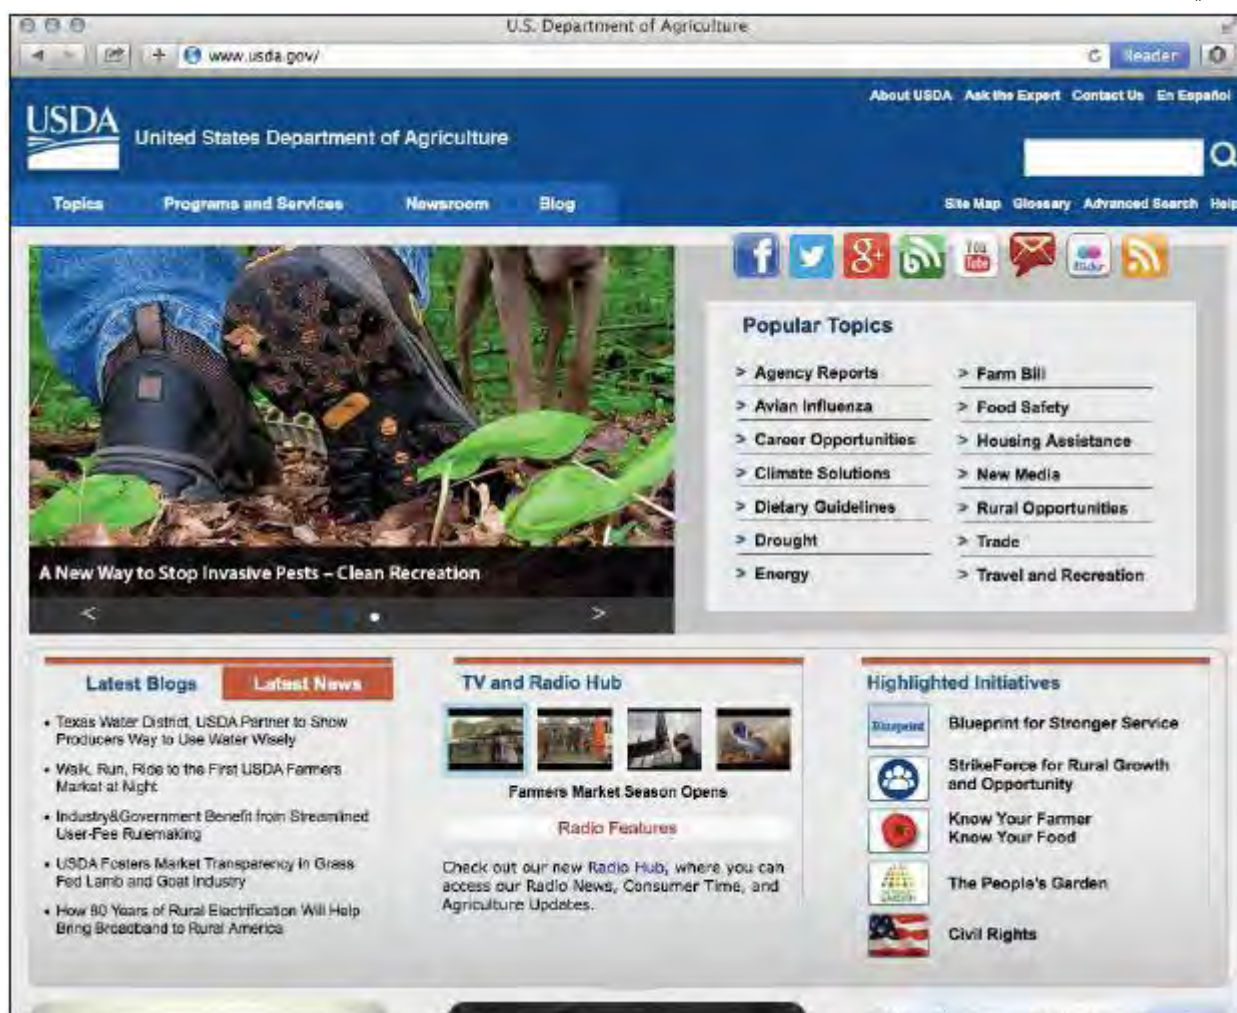 U.S. Department of Agriculture
www.usda.gov/
Reader
About USDA Ask the Expert Contact Us En Español
USDA
United States Department of Agriculture
Topics Programs and Services Newsroom Blog
Site Map Glossary Advanced Search Help
You
Tube
flickr
Popular Topics
> Agency Reports
> Avian Influenza
> Career Opportunities
> Climate Solutions
> Dietary Guidelines
> Drought
> Energy
> Farm Bill
> Food Safety
> Housing Assistance
> New Media
> Rural Opportunities
> Trade
> Travel and Recreation
A New Way to Stop Invasive Pests – Clean Recreation
< >
Latest Blogs Latest News
• Texas Water District, USDA Partner to Show
Producers Way to Use Water Wisely
• Walk, Run, Ride to the First USDA Farmers
Market at Night
• Industry&Government Benefit from Streamlined
User-Fee Rulemaking
• USDA Fosters Market Transparency in Grass
Fed Lamb and Goat Industry
• How 80 Years of Rural Electrification Will Help
Bring Broadband to Rural America
TV and Radio Hub
Farmers Market Season Opens
Radio Features
Check out our new Radio Hub, where you can
access our Radio News, Consumer Time, and
Agriculture Updates.
Highlighted Initiatives
Blueprint
Blueprint for Stronger Service
StrikeForce for Rural Growth
and Opportunity
Know Your Farmer
Know Your Food
The People's Garden
Civil Rights